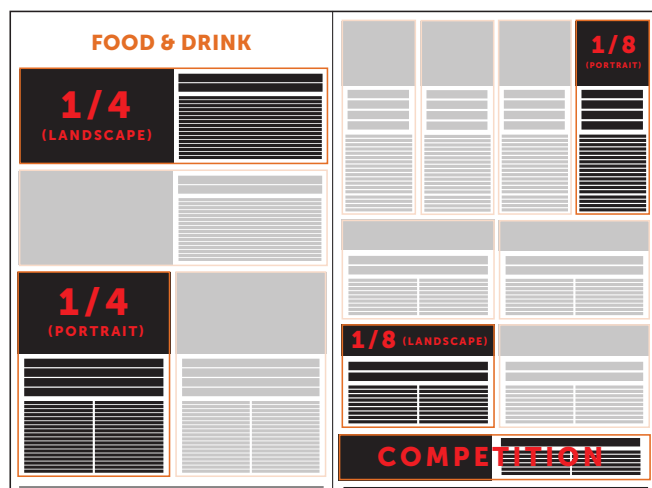 FOOD & DRINK
1/4
(LANDSCAPE)
1/4
(PORTRAIT)
1/8
(PORTRAIT)
1/8 (LANDSCAPE)
COMPETITION